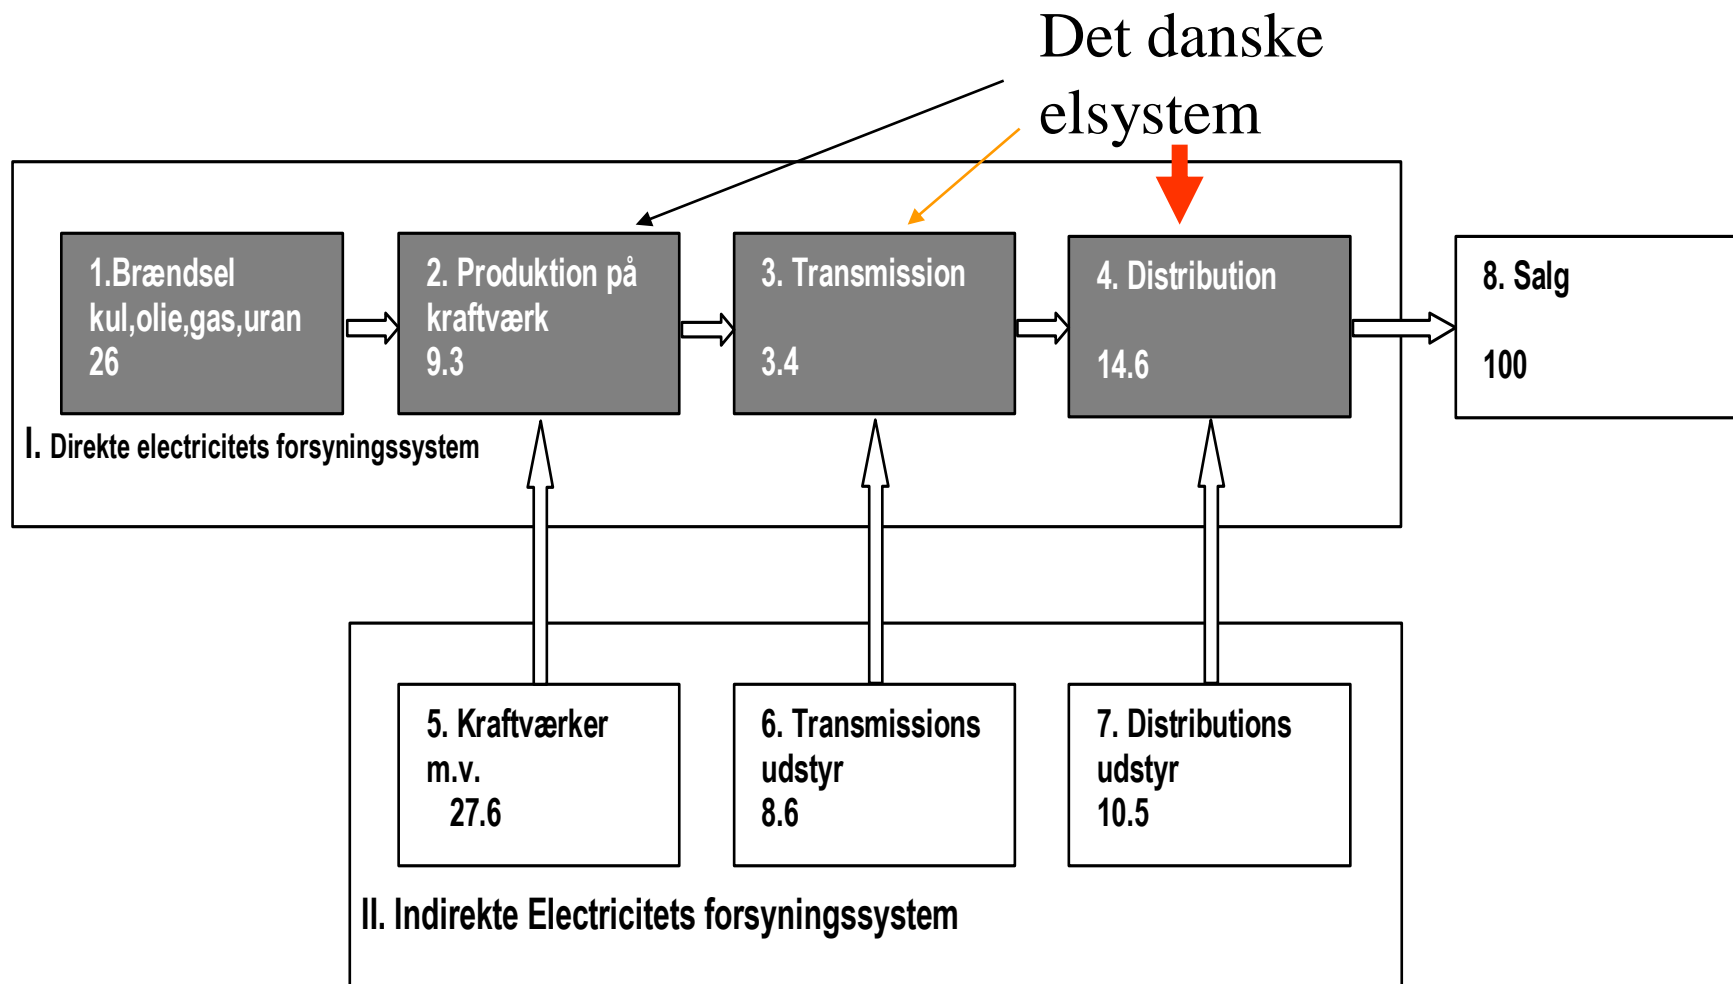 Det danske
elsystem
1.Brændsel
kul,olie,gas,uran
26
2. Produktion på
kraftværk
9.3
3. Transmission
3.4
4. Distribution
14.6
8. Salg
100
I. Direkte electricitets forsyningssystem
5. Kraftværker
m.v.
27.6
6. Transmissions
udstyr
8.6
7. Distributions
udstyr
10.5
II. Indirekte Electricitets forsyningssystem